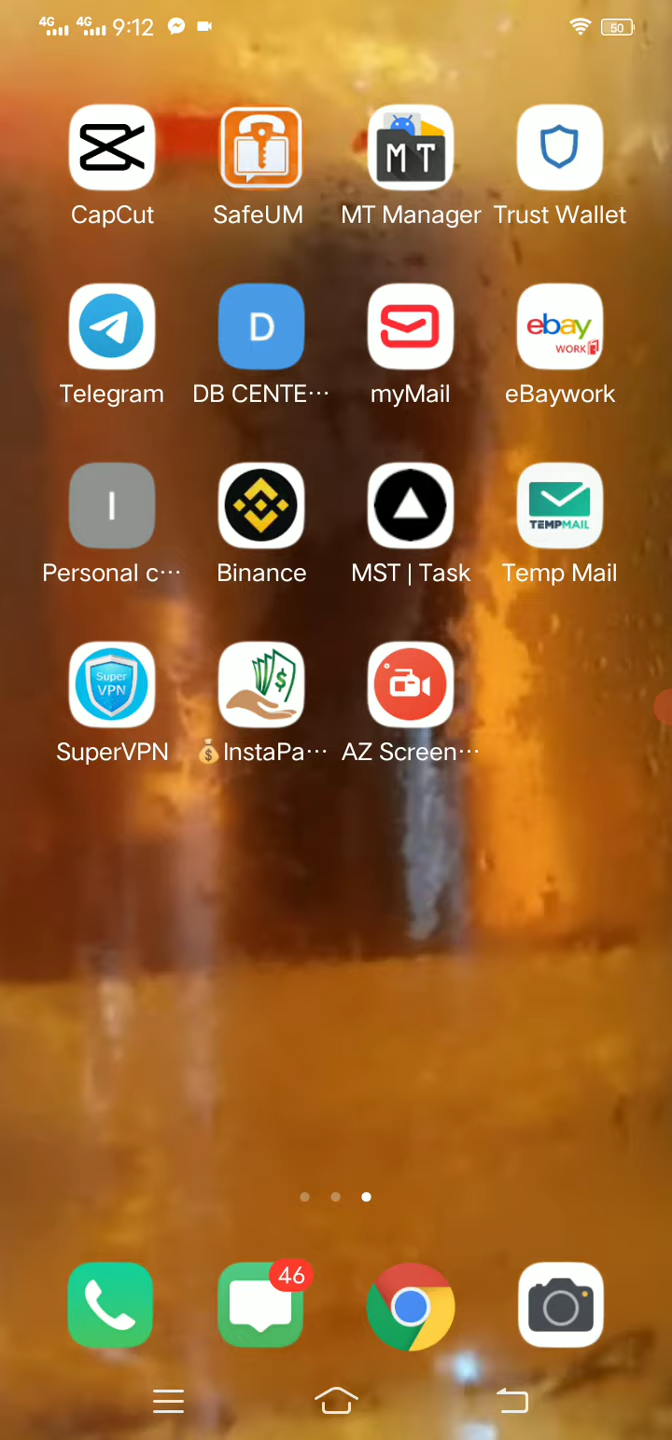 4G 4G 9:12 50
CapCut SafeUM MT MT Manager Trust Wallet
Telegram D DB CENTE··· myMail ebay WORK eBaywork
I Personal c··· Binance MST | Task TEMPMAIL Temp Mail
Super VPN SuperVPN $ 💰InstaPa··· AZ Screen···
46